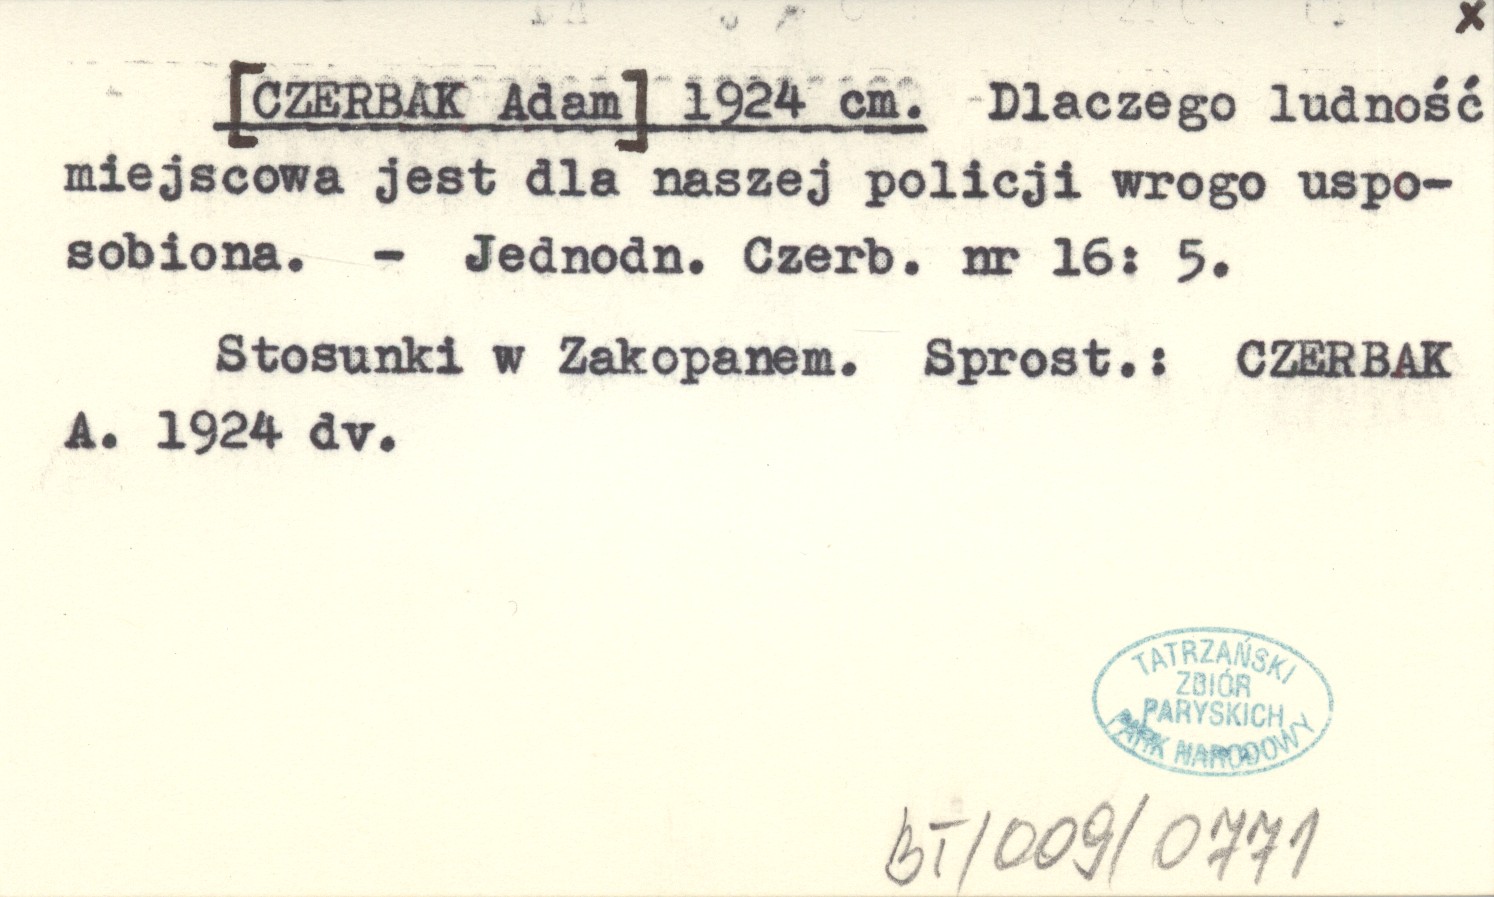 x
[CZERBAK Adam] 1924 cm. Dlaczego ludność
miejscowa jest dla naszej policji wrogo uspo-
sobiona. - Jednodn. Czerb. nr 16: 5.
Stosunki w Zakopanem. Sprost.: CZERBAK
A. 1924 dv.
TATRZAŃSKI
ZBIÓR
PARYSKICH
PARK NARODOWY
BT/009/0771